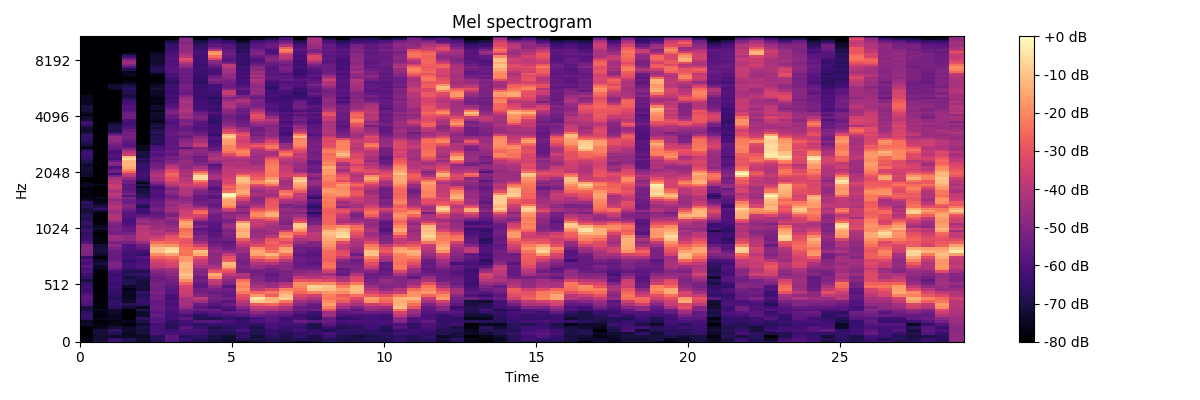 Mel spectrogram
8192
4096
2048
1024
512
0
Hz
0 5 10 15 20 25
Time
+0 dB
-10 dB
-20 dB
-30 dB
-40 dB
-50 dB
-60 dB
-70 dB
-80 dB